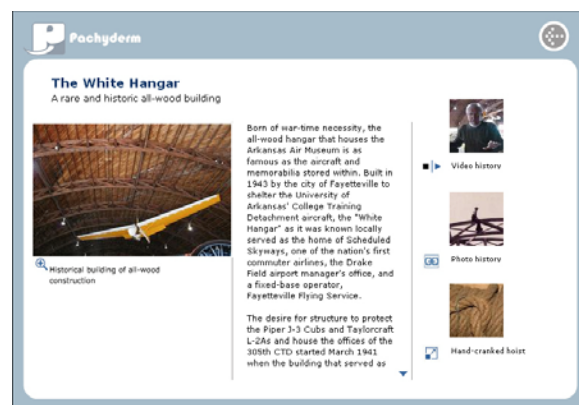 Pachyderm
The White Hangar
A rare and historic all-wood building
Historical building of all-wood
construction
Born of war-time necessity, the
all-wood hangar that houses the
Arkansas Air Museum is as
famous as the aircraft and
memorabilia stored within. Built in
1943 by the city of Fayetteville to
shelter the University of
Arkansas' College Training
Detachment aircraft, the "White
Hangar" as it was known locally
served as the home of Scheduled
Skyways, one of the nation's first
commuter airlines, the Drake
Field airport manager's office, and
a fixed-base operator,
Fayetteville Flying Service.
The desire for structure to protect
the Piper J-3 Cubs and Taylorcraft
L-2As and house the offices of the
305th CTD started March 1941
when the building that served as
Video history
Photo history
Hand-cranked hoist